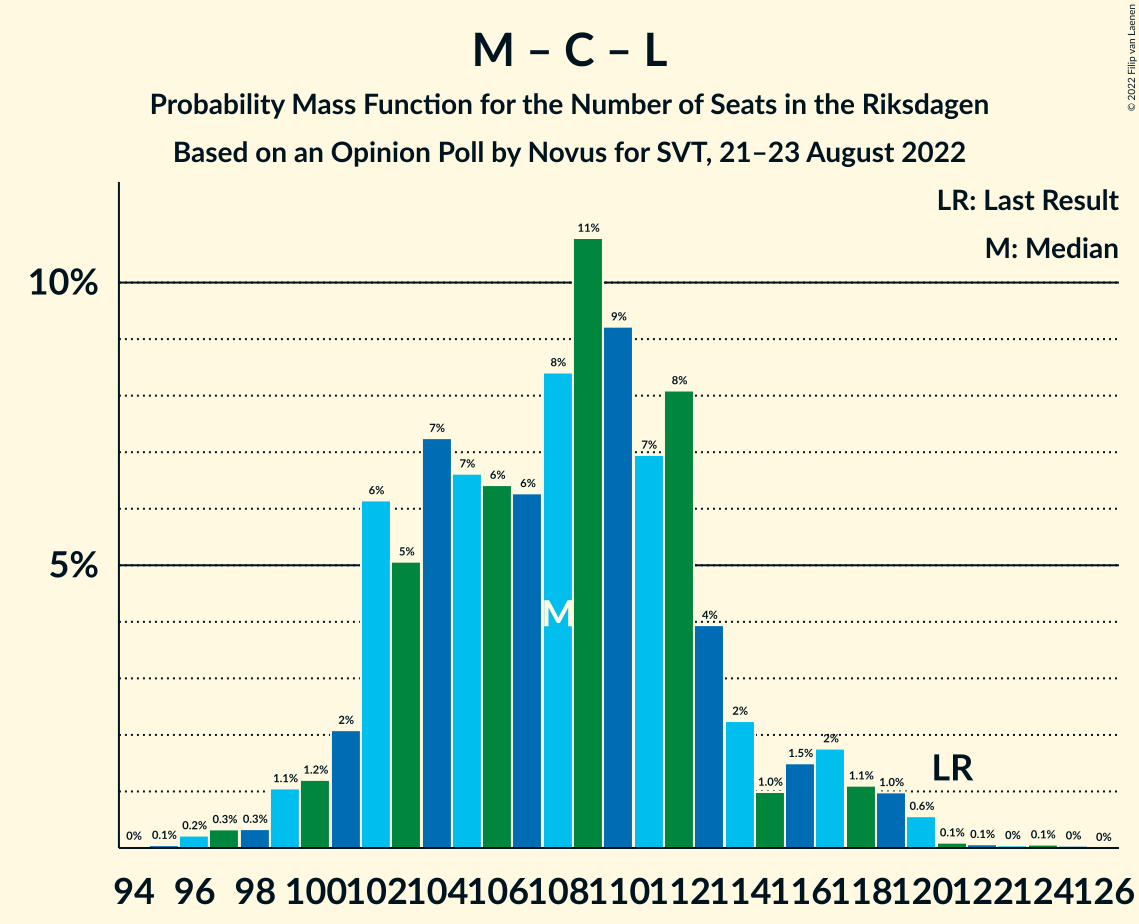 M – C – L
Probability Mass Function for the Number of Seats in the Riksdagen
Based on an Opinion Poll by Novus for SVT, 21–23 August 2022
© 2022 Filip van Laenen
LR: Last Result
M: Median
10%
5%
0% 0.1% 0.2% 0.3% 0.3% 1.1% 1.2% 2% 6% 5% 7% 7% 6% 6% 8% 11% 9% 7% 8% 4% 2% 1.0% 1.5% 2% 1.1% 1.0% 0.6% 0.1% 0.1% 0% 0.1% 0% 0%
M
LR
94 96 98 100 102 104 106 108 110 112 114 116 118 120 122 124 126